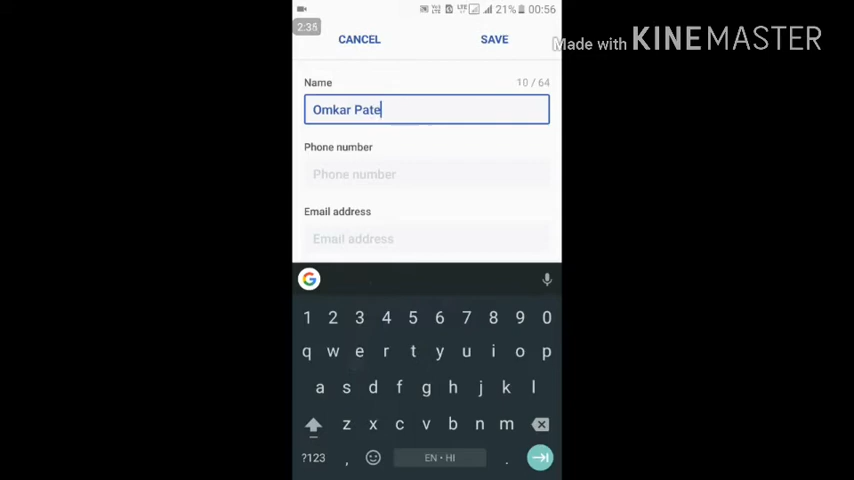 21% 00:56
2:35
CANCEL SAVE
Made with KINEMASTER
Name 10 / 64
Omkar Pate
Phone number
Phone number
Email address
Email address
G
1 2 3 4 5 6 7 8 9 0
q w e r t y u i o p
a s d f g h j k l
z x c v b n m
?123 , EN • HI .